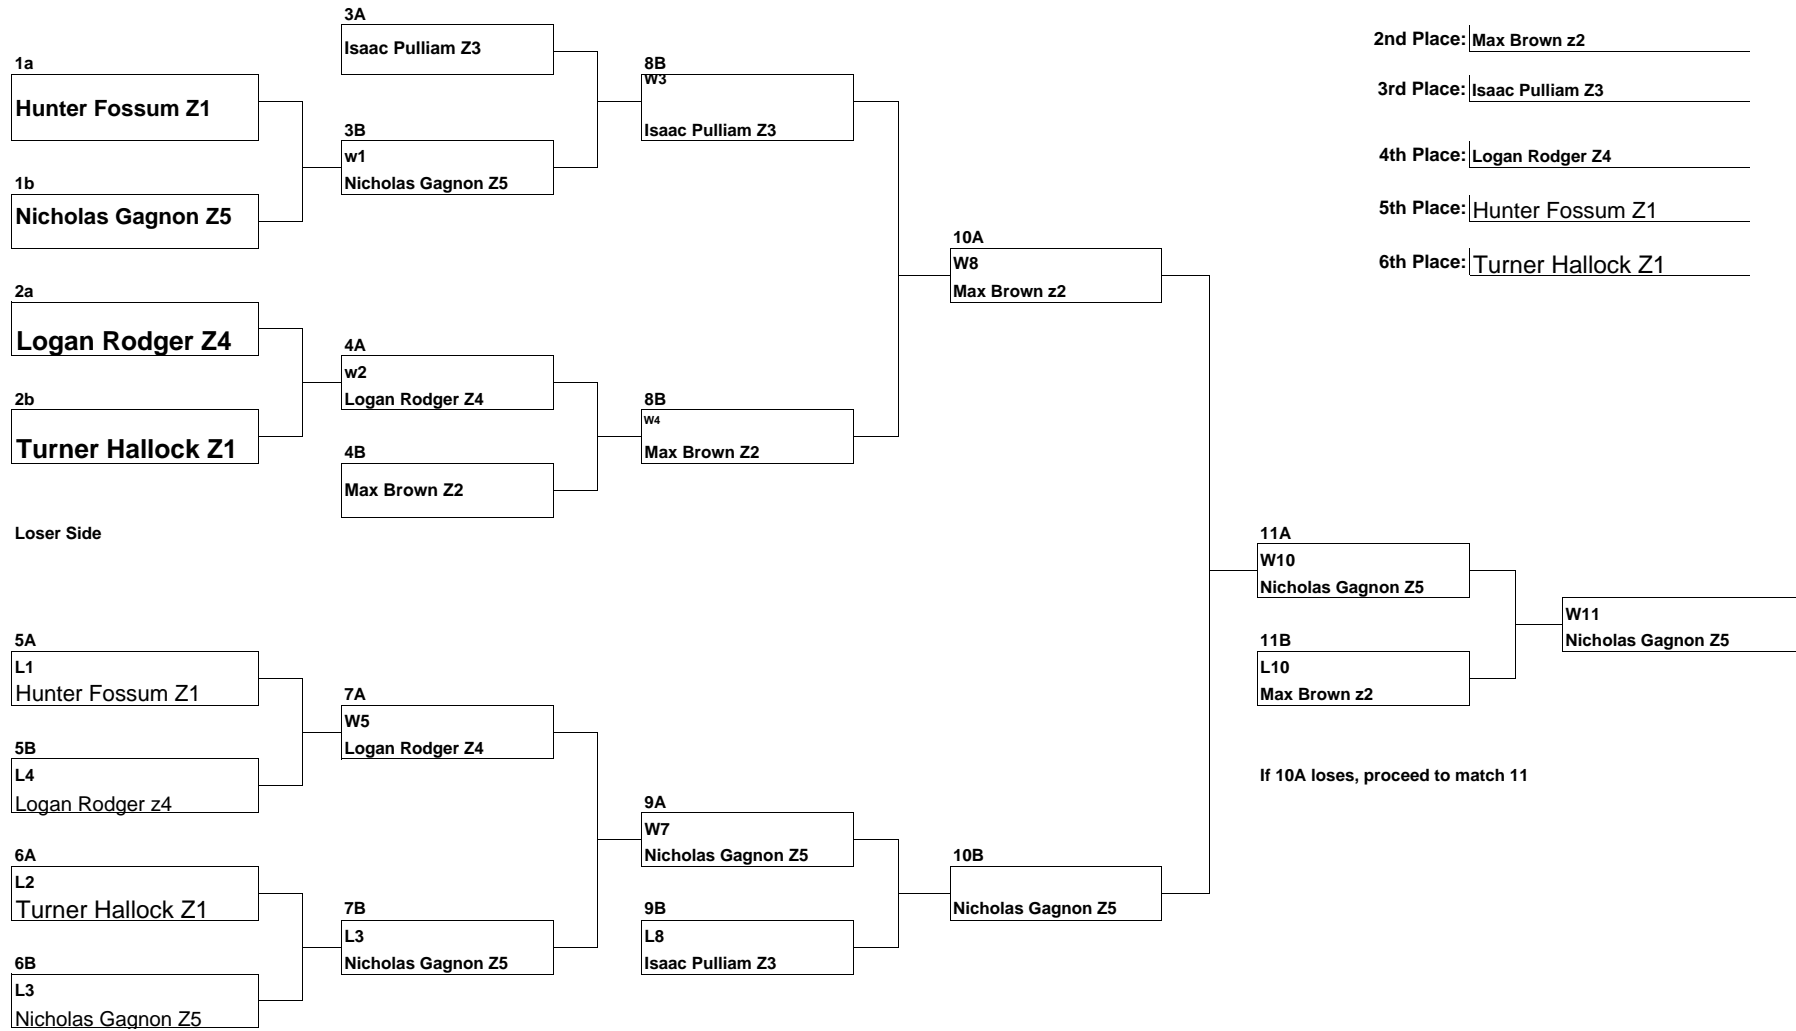 3A
Isaac Pulliam Z3
1a
Hunter Fossum Z1
3B
w1
Nicholas Gagnon Z5
1b
Nicholas Gagnon Z5
8B
W3
Isaac Pulliam Z3
2a
Logan Rodger Z4
4A
w2
Logan Rodger Z4
2b
Turner Hallock Z1
4B
Max Brown Z2
8B
W4
Max Brown Z2
10A
W8
Max Brown z2
2nd Place: Max Brown z2
3rd Place: Isaac Pulliam Z3
4th Place: Logan Rodger Z4
5th Place: Hunter Fossum Z1
6th Place: Turner Hallock Z1
Loser Side
5A
L1
Hunter Fossum Z1
5B
L4
Logan Rodger z4
7A
W5
Logan Rodger Z4
6A
L2
Turner Hallock Z1
6B
L3
Nicholas Gagnon Z5
7B
L3
Nicholas Gagnon Z5
9A
W7
Nicholas Gagnon Z5
9B
L8
Isaac Pulliam Z3
10B
Nicholas Gagnon Z5
11A
W10
Nicholas Gagnon Z5
11B
L10
Max Brown z2
W11
Nicholas Gagnon Z5
If 10A loses, proceed to match 11